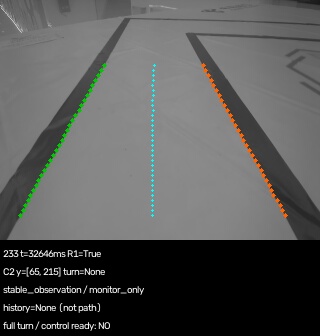 233 t=32646ms R1=True
C2 y=[65, 215] turn=None
stable_observation / monitor_only
history=None (not path)
full turn / control ready: NO